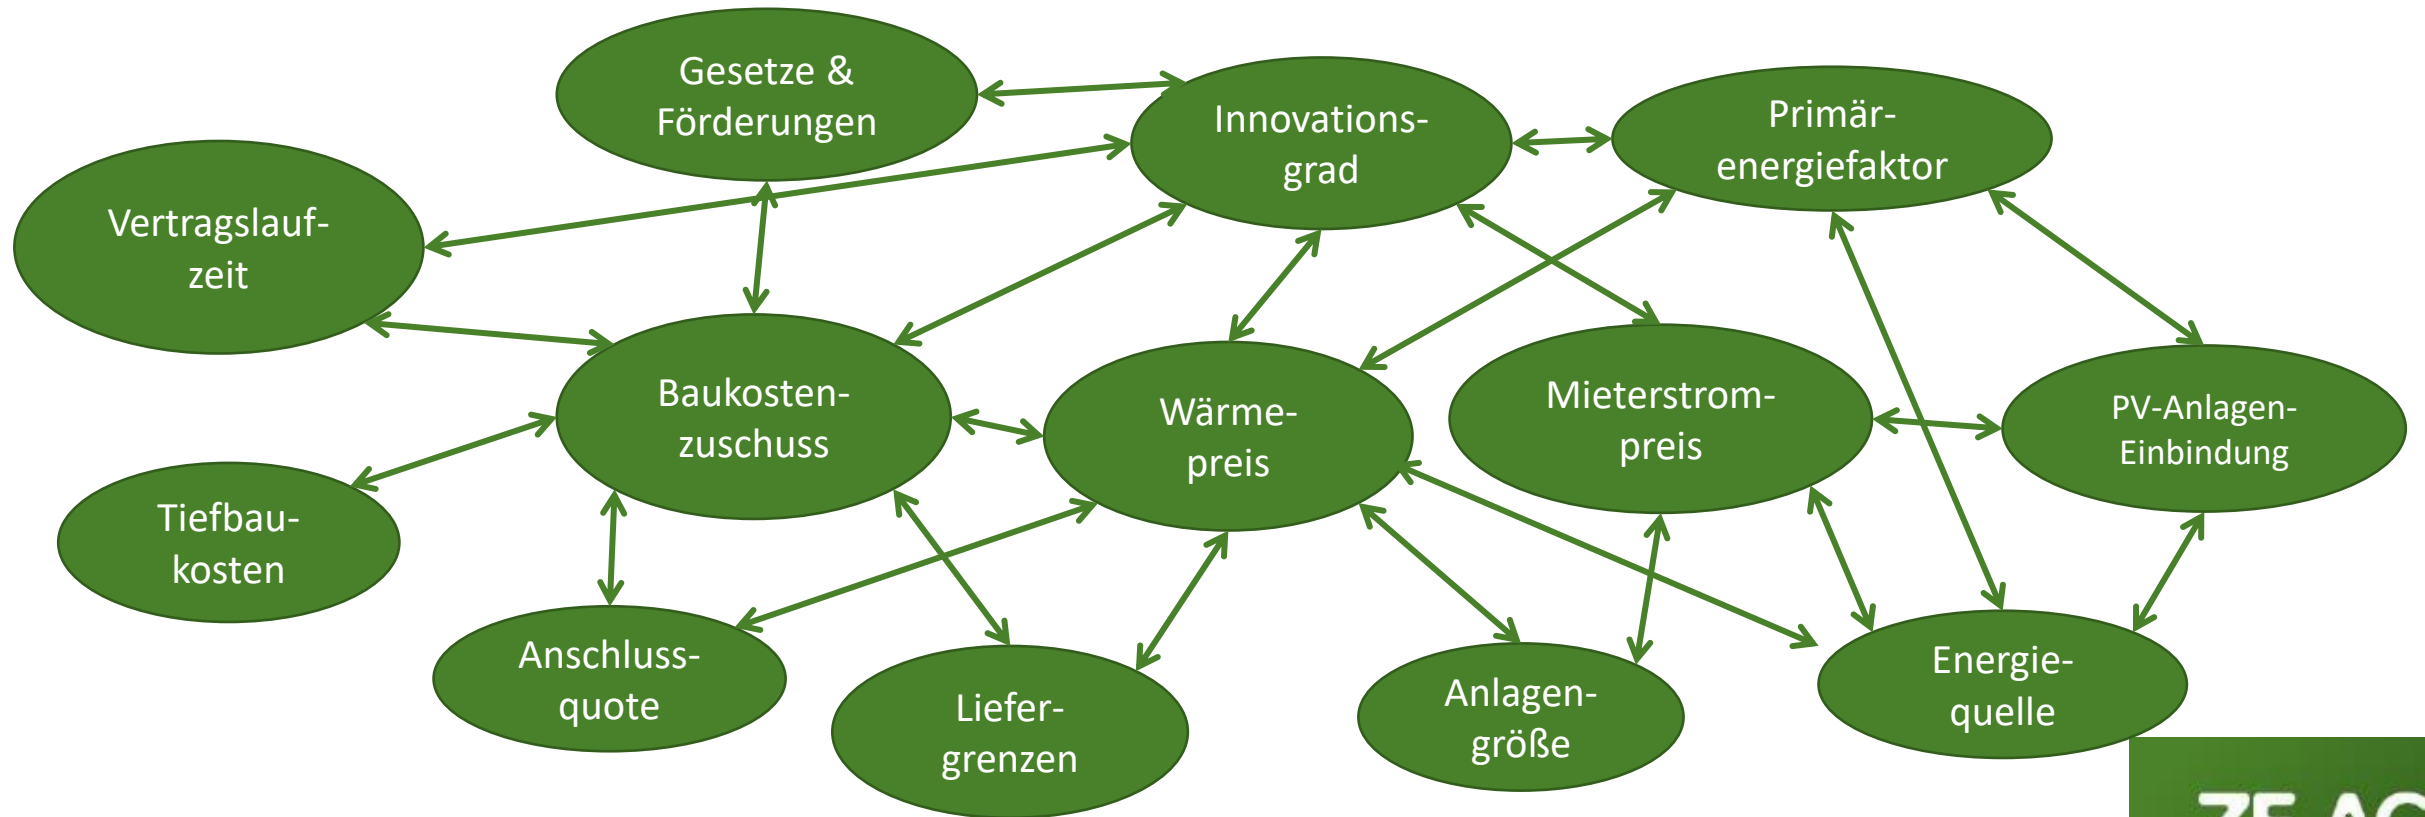 Gesetze &
Förderungen
Innovations-
grad
Primär-
energiefaktor
Vertragslauf-
zeit
Baukosten-
zuschuss
Wärme-
preis
Mieterstrom-
preis
PV-Anlagen-
Einbindung
Tiefbau-
kosten
Anschluss-
quote
Liefer-
grenzen
Anlagen-
größe
Energie-
quelle